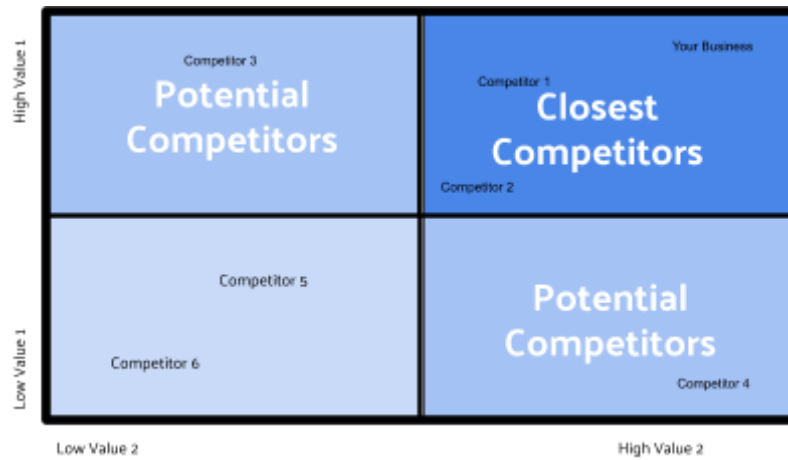 High Value 1
Competitor 3
Potential
Competitors
Your Business
Competitor 1
Closest
Competitors
Competitor 2
Low Value 1
Competitor 5
Competitor 6
Potential
Competitors
Competitor 4
Low Value 2
High Value 2